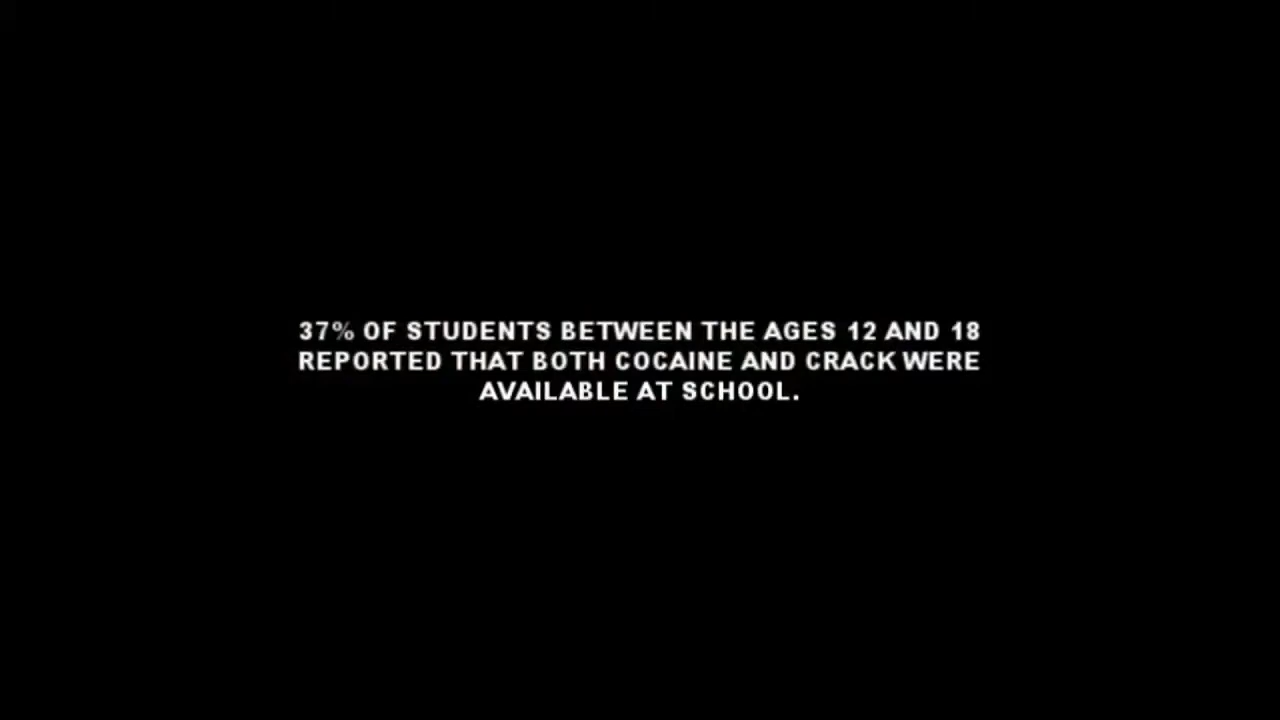 37% OF STUDENTS BETWEEN THE AGES 12 AND 18
REPORTED THAT BOTH COCAINE AND CRACK WERE
AVAILABLE AT SCHOOL.